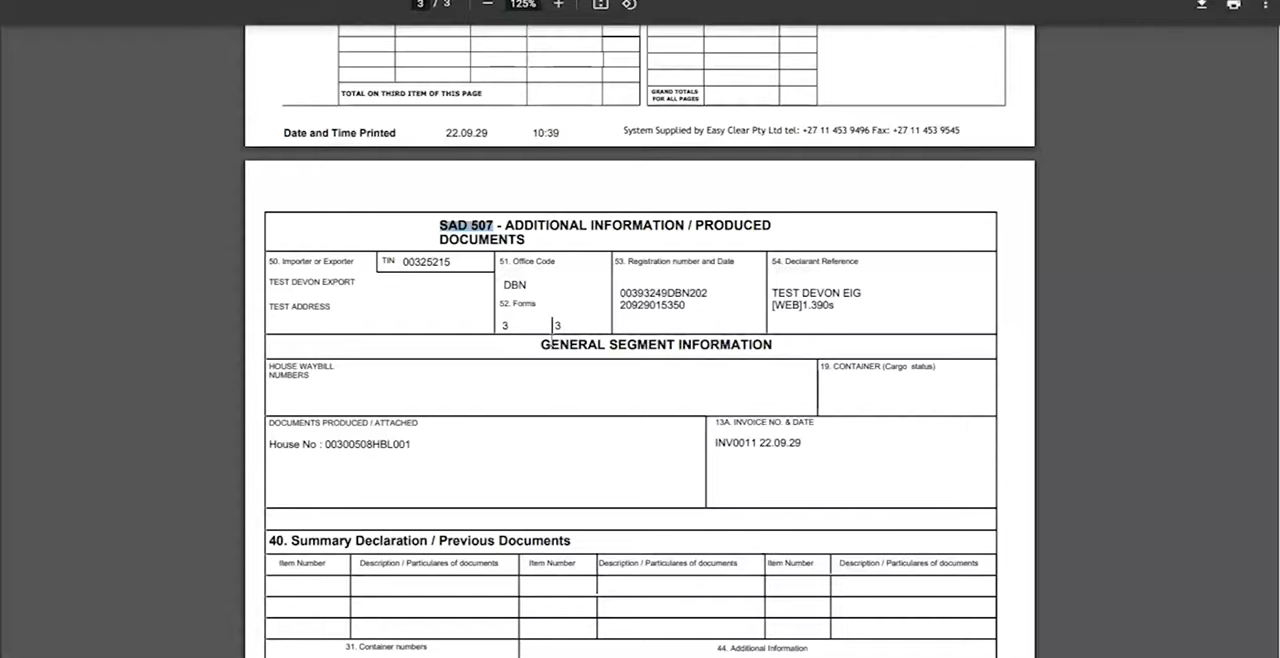 3 / 3
125%
TOTAL ON THIRD ITEM OF THIS PAGE
GRAND TOTALS
FOR ALL PAGES
Date and Time Printed 22.09.29 10:39 System Supplied by Easy Clear Pty Ltd tel: +27 11 453 9496 Fax: +27 11 453 9545
SAD 507 - ADDITIONAL INFORMATION / PRODUCED
DOCUMENTS
50. Importer or Exporter
TIN 00325215
TEST DEVON EXPORT
TEST ADDRESS
51. Office Code
DBN
52. Forms
3 3
53. Registration number and Date
00393249DBN202
20929015350
54. Declarant Reference
TEST DEVON EIG
[WEB]1.390s
GENERAL SEGMENT INFORMATION
HOUSE WAYBILL
NUMBERS
19. CONTAINER (Cargo status)
DOCUMENTS PRODUCED / ATTACHED
House No : 00300508HBL001
13A. INVOICE NO. & DATE
INV0011 22.09.29
40. Summary Declaration / Previous Documents
Item Number Description / Particulares of documents Item Number Description / Particulares of documents Item Number Description / Particulares of documents
31. Container numbers 44. Additional Information